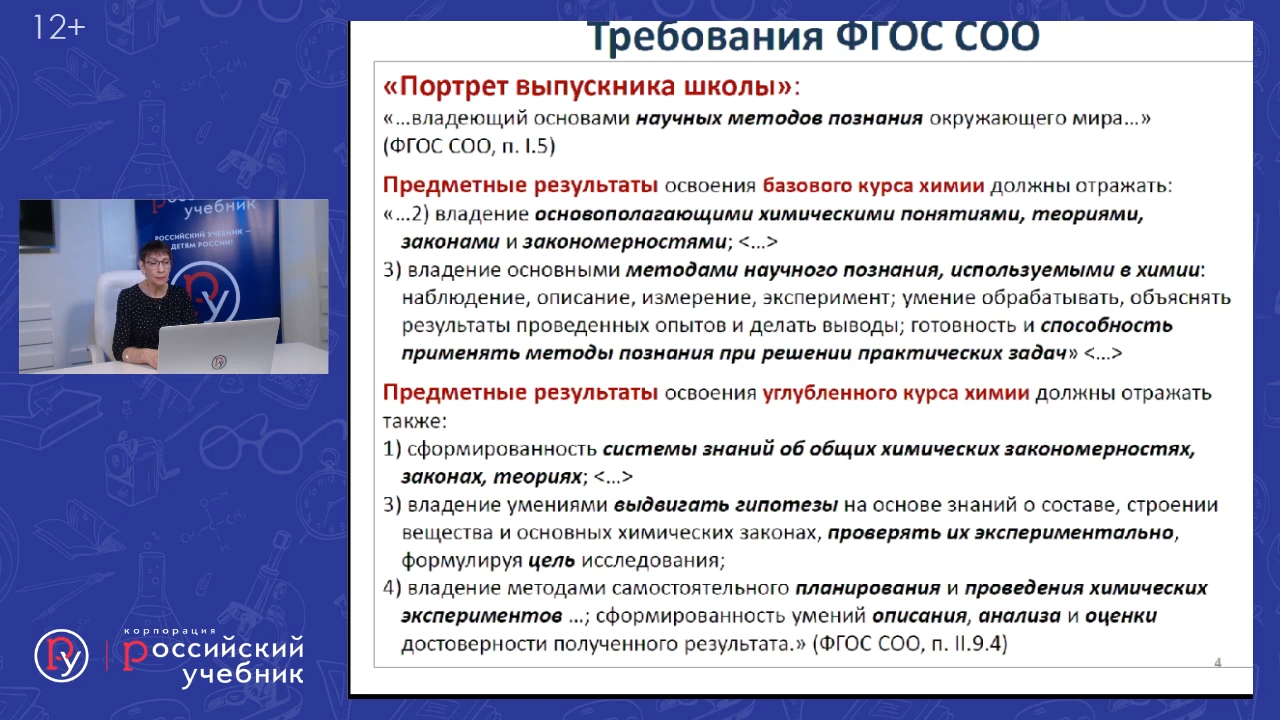 12+
Требования ФГОС СОО
«Портрет выпускника школы»:
«…владеющий основами научных методов познания окружающего мира…»
(ФГОС СОО, п. I.5)
Предметные результаты освоения базового курса химии должны отражать:
«…2) владение основополагающими химическими понятиями, теориями,
законами и закономерностями; <…>
3) владение основными методами научного познания, используемыми в химии:
наблюдение, описание, измерение, эксперимент; умение обрабатывать, объяснять
результаты проведенных опытов и делать выводы; готовность и способность
применять методы познания при решении практических задач» <…>
Предметные результаты освоения углубленного курса химии должны отражать
также:
1) сформированность системы знаний об общих химических закономерностях,
законах, теориях; <…>
3) владение умениями выдвигать гипотезы на основе знаний о составе, строении
вещества и основных химических законах, проверять их экспериментально,
формулируя цель исследования;
4) владение методами самостоятельного планирования и проведения химических
экспериментов …; сформированность умений описания, анализа и оценки
достоверности полученного результата.» (ФГОС СОО, п. II.9.4)
4
российский
учебник
РОССИЙСКИЙ УЧЕБНИК –
ДЕТЯМ РОССИИ!
ру
ру
корпорация
российский
учебник